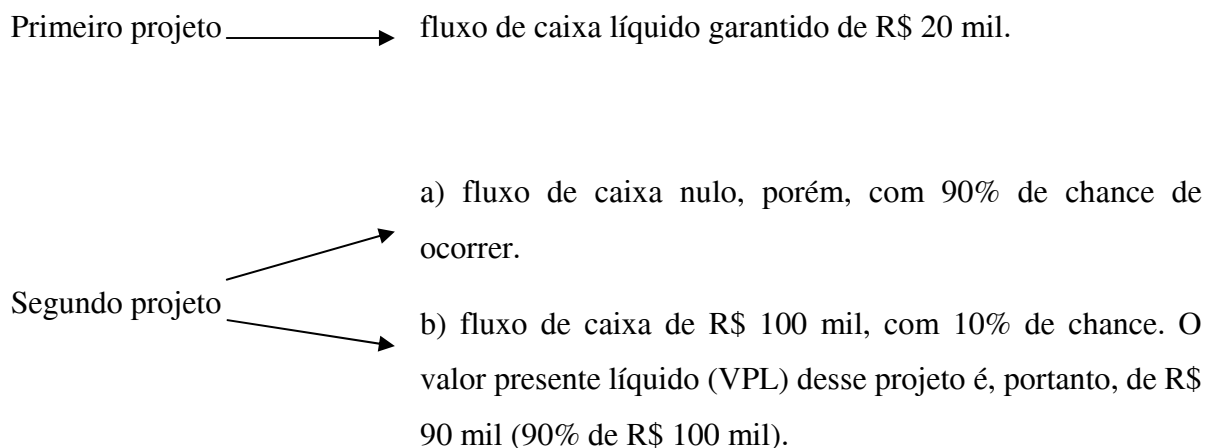 Primeiro projeto
fluxo de caixa líquido garantido de R$ 20 mil.
a) fluxo de caixa nulo, porém, com 90% de chance de
ocorrer.
Segundo projeto
b) fluxo de caixa de R$ 100 mil, com 10% de chance. O
valor presente líquido (VPL) desse projeto é, portanto, de R$
90 mil (90% de R$ 100 mil).